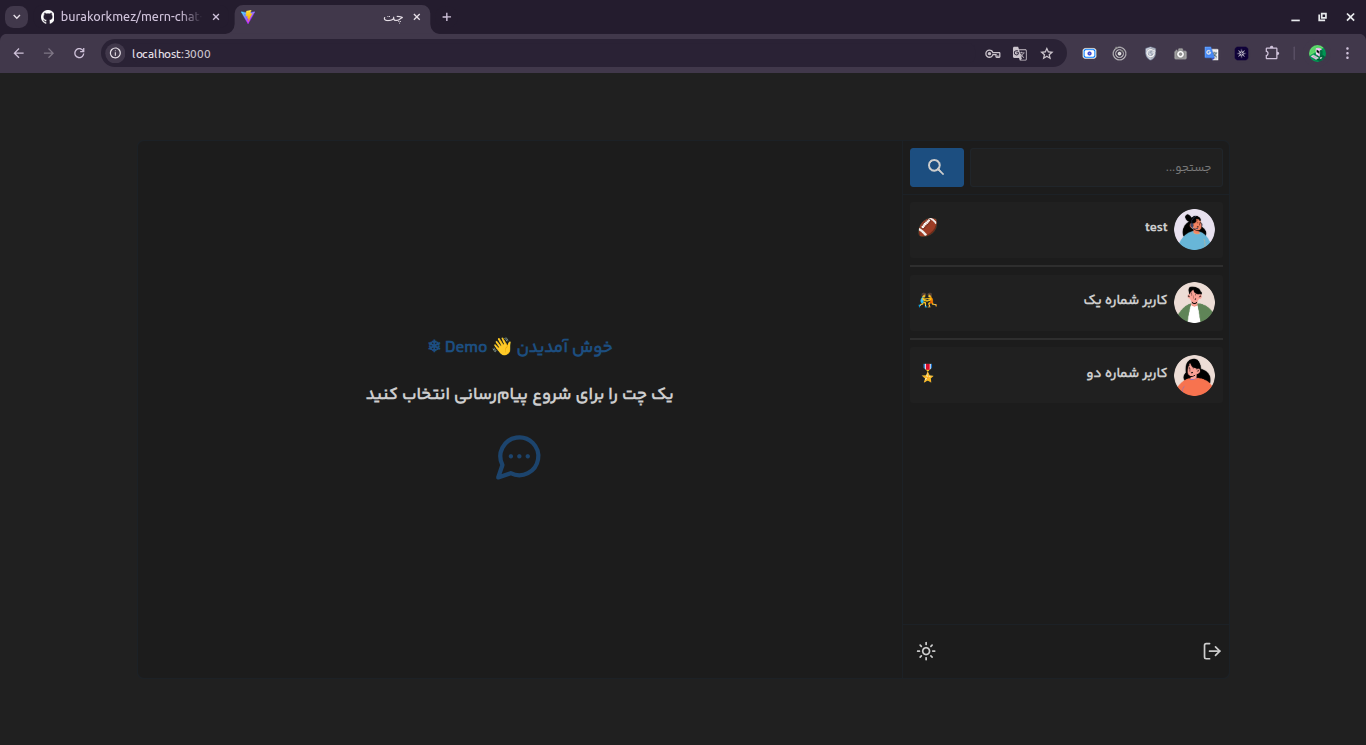 burakorkmez/mern-chat-
چت
localhost:3000
جستجو...
test
کاربر شماره یک
کاربر شماره دو
خوش آمدیدن 👋 Demo ❄
یک چت را برای شروع پیام‌رسانی انتخاب کنید